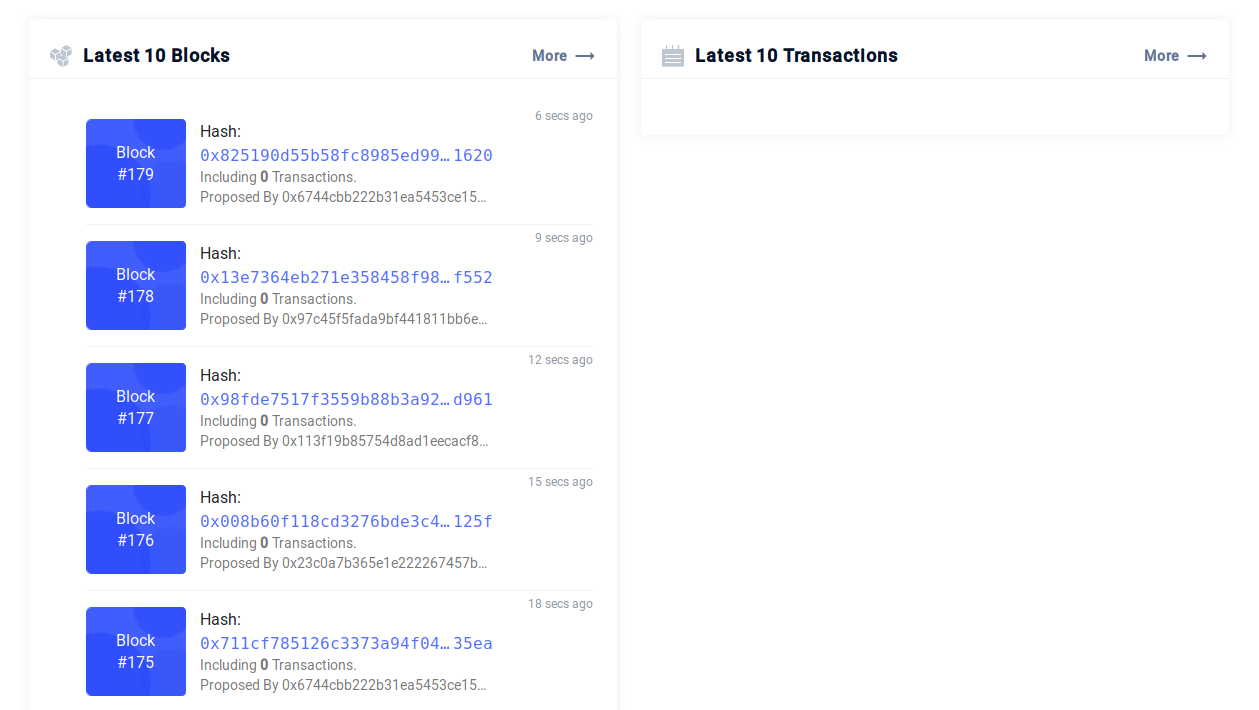 Latest 10 Blocks
More
6 secs ago
Block
#179
Hash:
0x825190d55b58fc8985ed99…1620
Including 0 Transactions.
Proposed By 0x6744cbb222b31ea5453ce15...
9 secs ago
Block
#178
Hash:
0x13e7364eb271e358458f98…f552
Including 0 Transactions.
Proposed By 0x97c45f5fada9bf441811bb6e...
12 secs ago
Block
#177
Hash:
0x98fde7517f3559b88b3a92…d961
Including 0 Transactions.
Proposed By 0x113f19b85754d8ad1eecacf8...
15 secs ago
Block
#176
Hash:
0x008b60f118cd3276bde3c4…125f
Including 0 Transactions.
Proposed By 0x23c0a7b365e1e222267457b...
18 secs ago
Block
#175
Hash:
0x711cf785126c3373a94f04…35ea
Including 0 Transactions.
Proposed By 0x6744cbb222b31ea5453ce15...
Latest 10 Transactions
More